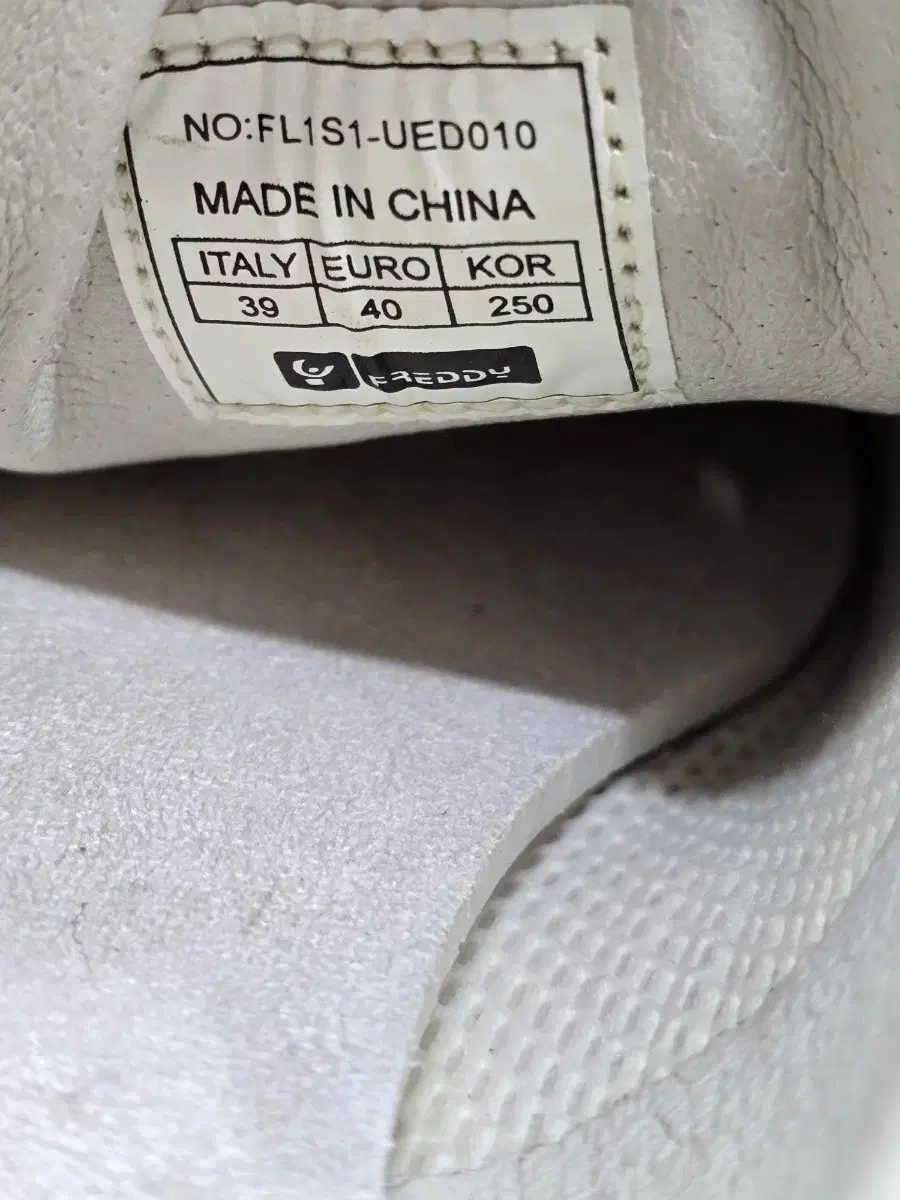 NO:FL1S1-UED010
MADE IN CHINA
ITALY EURO KOR
39 40 250
FREDDY